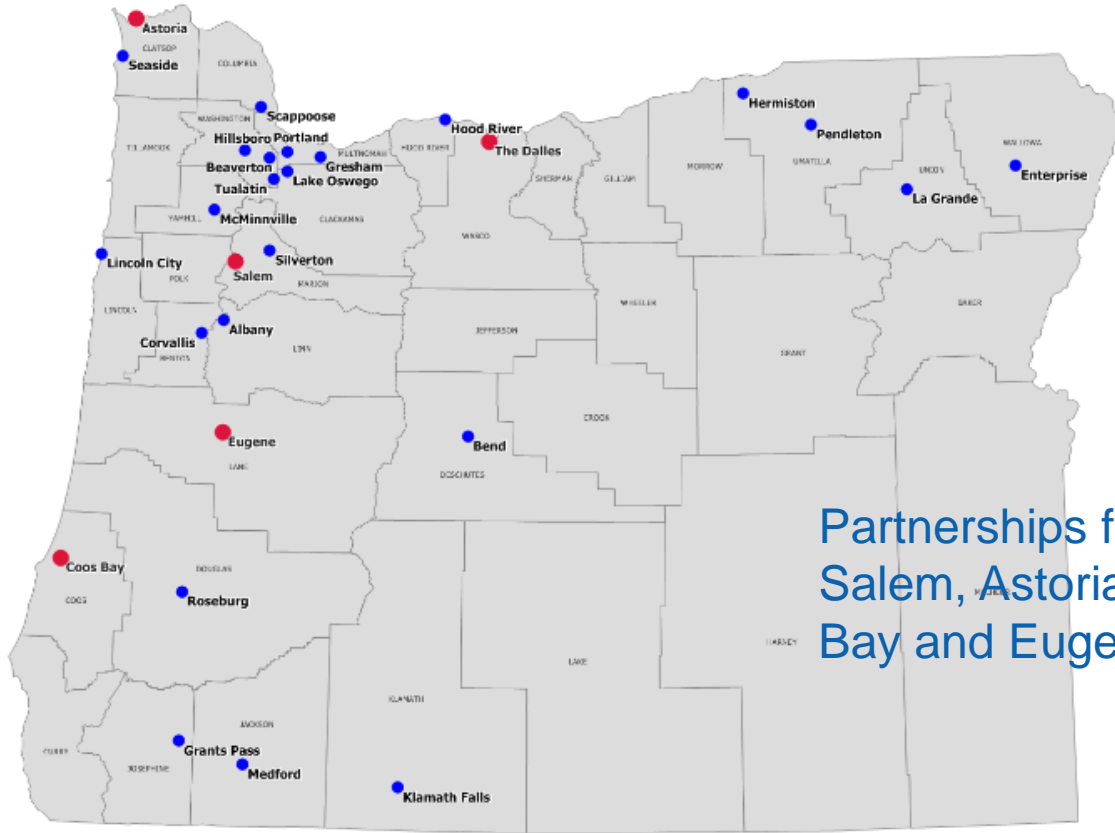 Astoria
CLATSOP
Seaside
COLUMBIA
Scappoose
WASHINGTON
Hillsboro
Portland
TILLAMOOK
Beaverton
MULTNOMAH
Gresham
Tualatin
Lake Oswego
Hood River
HOOD RIVER
The Dalles
SHERMAN
GILLIAM
MORROW
Hermiston
Pendleton
UMATILLA
UNION
WALLOWA
Enterprise
La Grande
YAMHILL
McMinnville
CLACKAMAS
WASCO
Lincoln City
POLK
Salem
Silverton
MARION
LINCOLN
WHEELER
BAKER
Albany
Corvallis
BENTON
LINN
JEFFERSON
GRANT
CROOK
Eugene
LANE
Bend
DESCHUTES
Partnerships f
Salem, Astoria
Bay and Euge
Coos Bay
COOS
DOUGLAS
Roseburg
HARNEY
LAKE
KLAMATH
JACKSON
CURRY
Grants Pass
JOSEPHINE
Medford
Klamath Falls